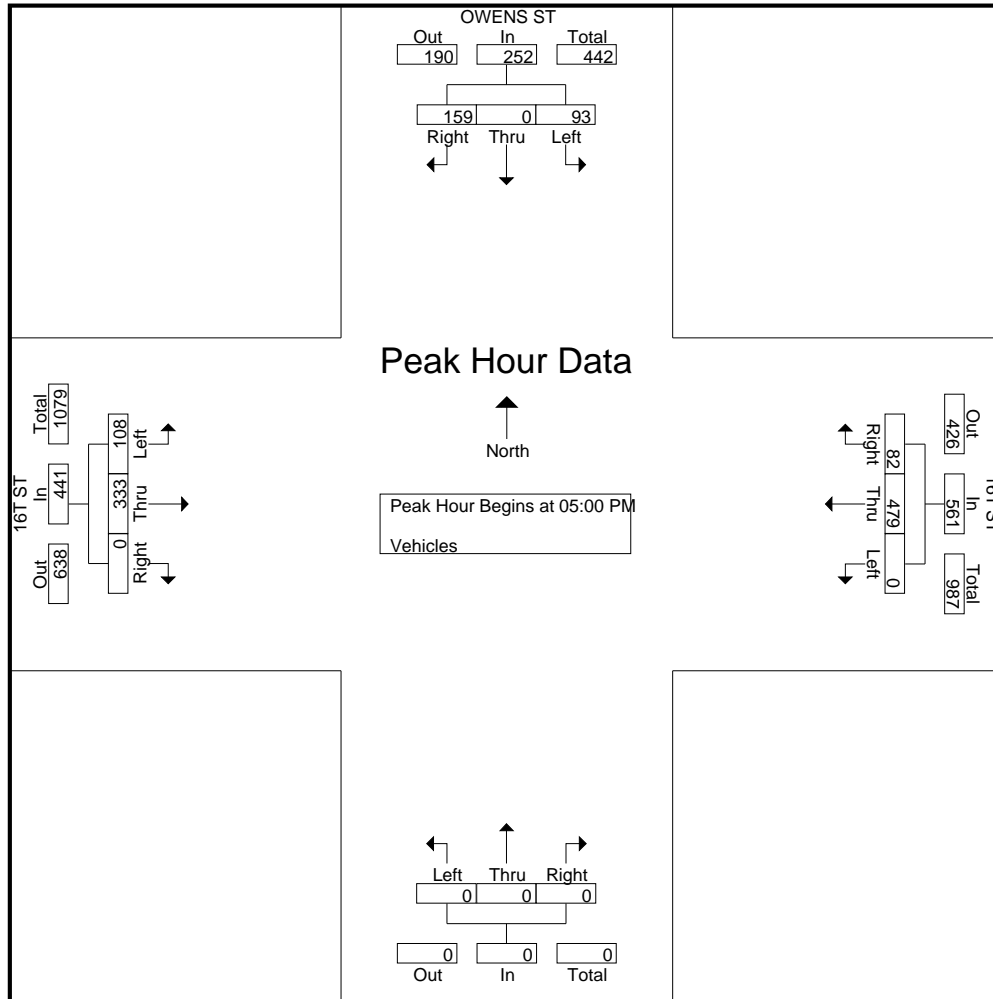 OWENS ST
Out In Total
190 252 442
159 0 93
Right Thru Left
Peak Hour Data
North
Peak Hour Begins at 05:00 PM
Vehicles
16T ST
Total In Out
1079 441 638
108 333 0
Left Thru Right
Right Thru Left
82 479 0
Out In Total
426 561 987
16T ST
Left Thru Right
0 0 0
0 0 0
Out In Total